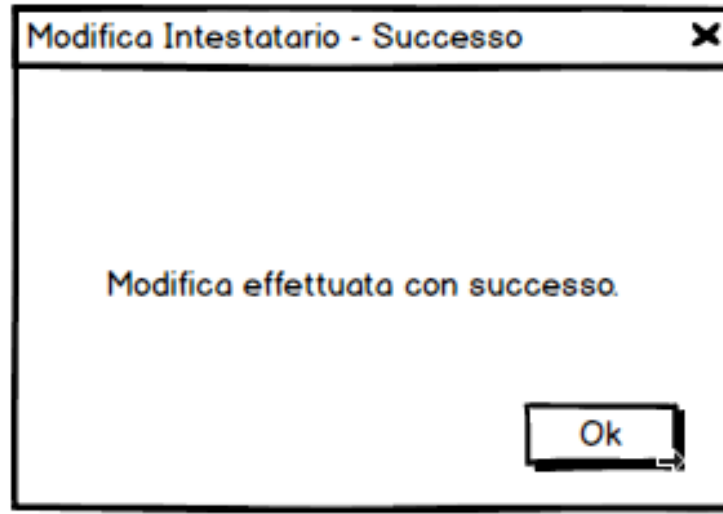 Modifica Intestatario - Successo
Modifica effettuata con successo.
Ok